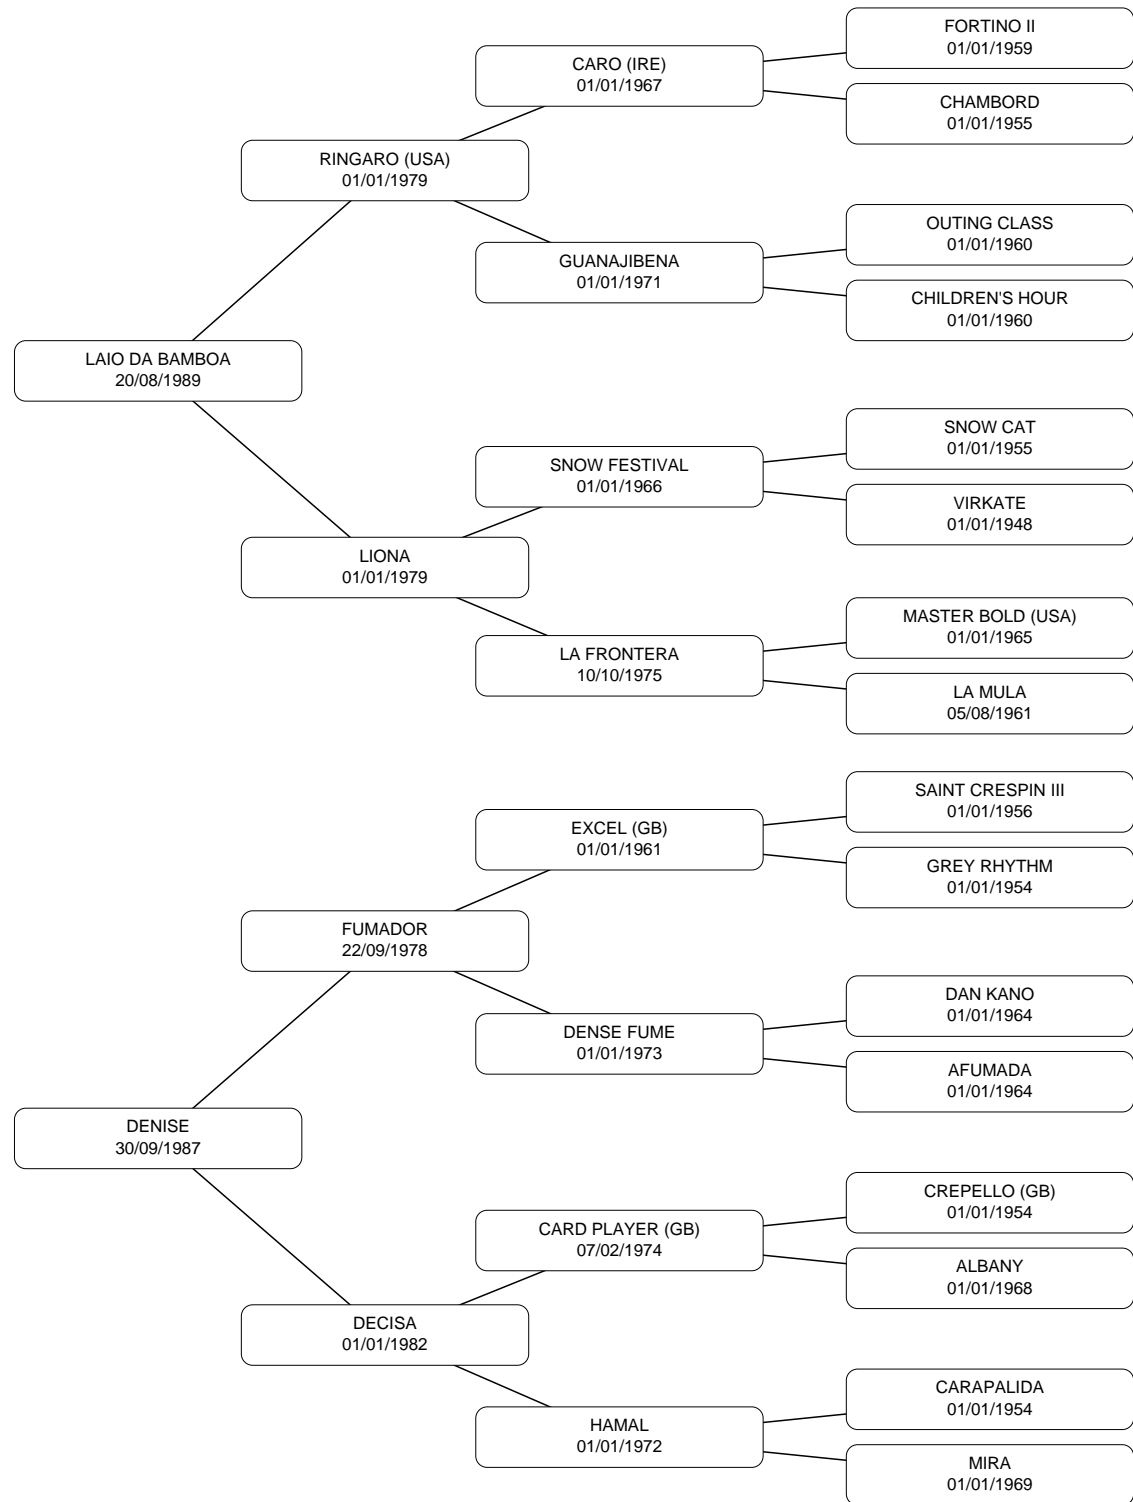 FORTINO II
01/01/1959
CARO (IRE)
01/01/1967
CHAMBORD
01/01/1955
RINGARO (USA)
01/01/1979
OUTING CLASS
01/01/1960
GUANAJIBENA
01/01/1971
CHILDREN'S HOUR
01/01/1960
LAIO DA BAMBOA
20/08/1989
SNOW CAT
01/01/1955
SNOW FESTIVAL
01/01/1966
VIRKATE
01/01/1948
LIONA
01/01/1979
MASTER BOLD (USA)
01/01/1965
LA FRONTERA
10/10/1975
LA MULA
05/08/1961
SAINT CRESPIN III
01/01/1956
EXCEL (GB)
01/01/1961
GREY RHYTHM
01/01/1954
FUMADOR
22/09/1978
DAN KANO
01/01/1964
DENSE FUME
01/01/1973
AFUMADA
01/01/1964
DENISE
30/09/1987
CREPELLO (GB)
01/01/1954
CARD PLAYER (GB)
07/02/1974
ALBANY
01/01/1968
DECISA
01/01/1982
CARAPALIDA
01/01/1954
HAMAL
01/01/1972
MIRA
01/01/1969